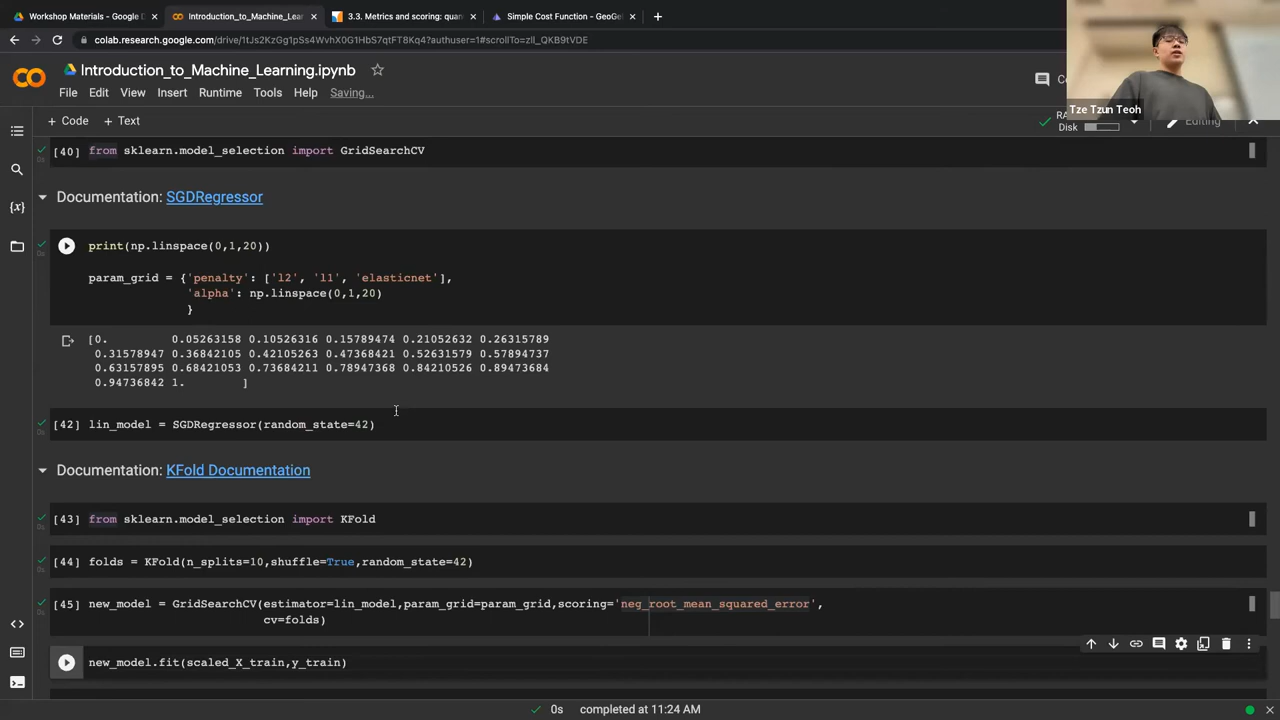 Workshop Materials - Google D
Introduction_to_Machine_Lear
3.3. Metrics and scoring: quan
Simple Cost Function - GeoGe
colab.research.google.com/drive/1tJs2KzGg1pSs4WvhX0G1HbS7qtFT8Kq4?authuser=1#scrollTo=zlI_QKB9tVDE
Introduction_to_Machine_Learning.ipynb
File Edit View Insert Runtime Tools Help Saving...
Tze Tzun Teoh
+ Code + Text
RA
Disk
Editing
[40] from sklearn.model_selection import GridSearchCV
Documentation: SGDRegressor
print(np.linspace(0,1,20))
param_grid = {'penalty': ['l2', 'l1', 'elasticnet'],
'alpha': np.linspace(0,1,20)
}
[0. 0.05263158 0.10526316 0.15789474 0.21052632 0.26315789
0.31578947 0.36842105 0.42105263 0.47368421 0.52631579 0.57894737
0.63157895 0.68421053 0.73684211 0.78947368 0.84210526 0.89473684
0.94736842 1. ]
[42] lin_model = SGDRegressor(random_state=42)
Documentation: KFold Documentation
[43] from sklearn.model_selection import KFold
[44] folds = KFold(n_splits=10,shuffle=True,random_state=42)
[45] new_model = GridSearchCV(estimator=lin_model,param_grid=param_grid,scoring='neg_root_mean_squared_error',
cv=folds)
new_model.fit(scaled_X_train,y_train)
0s completed at 11:24 AM